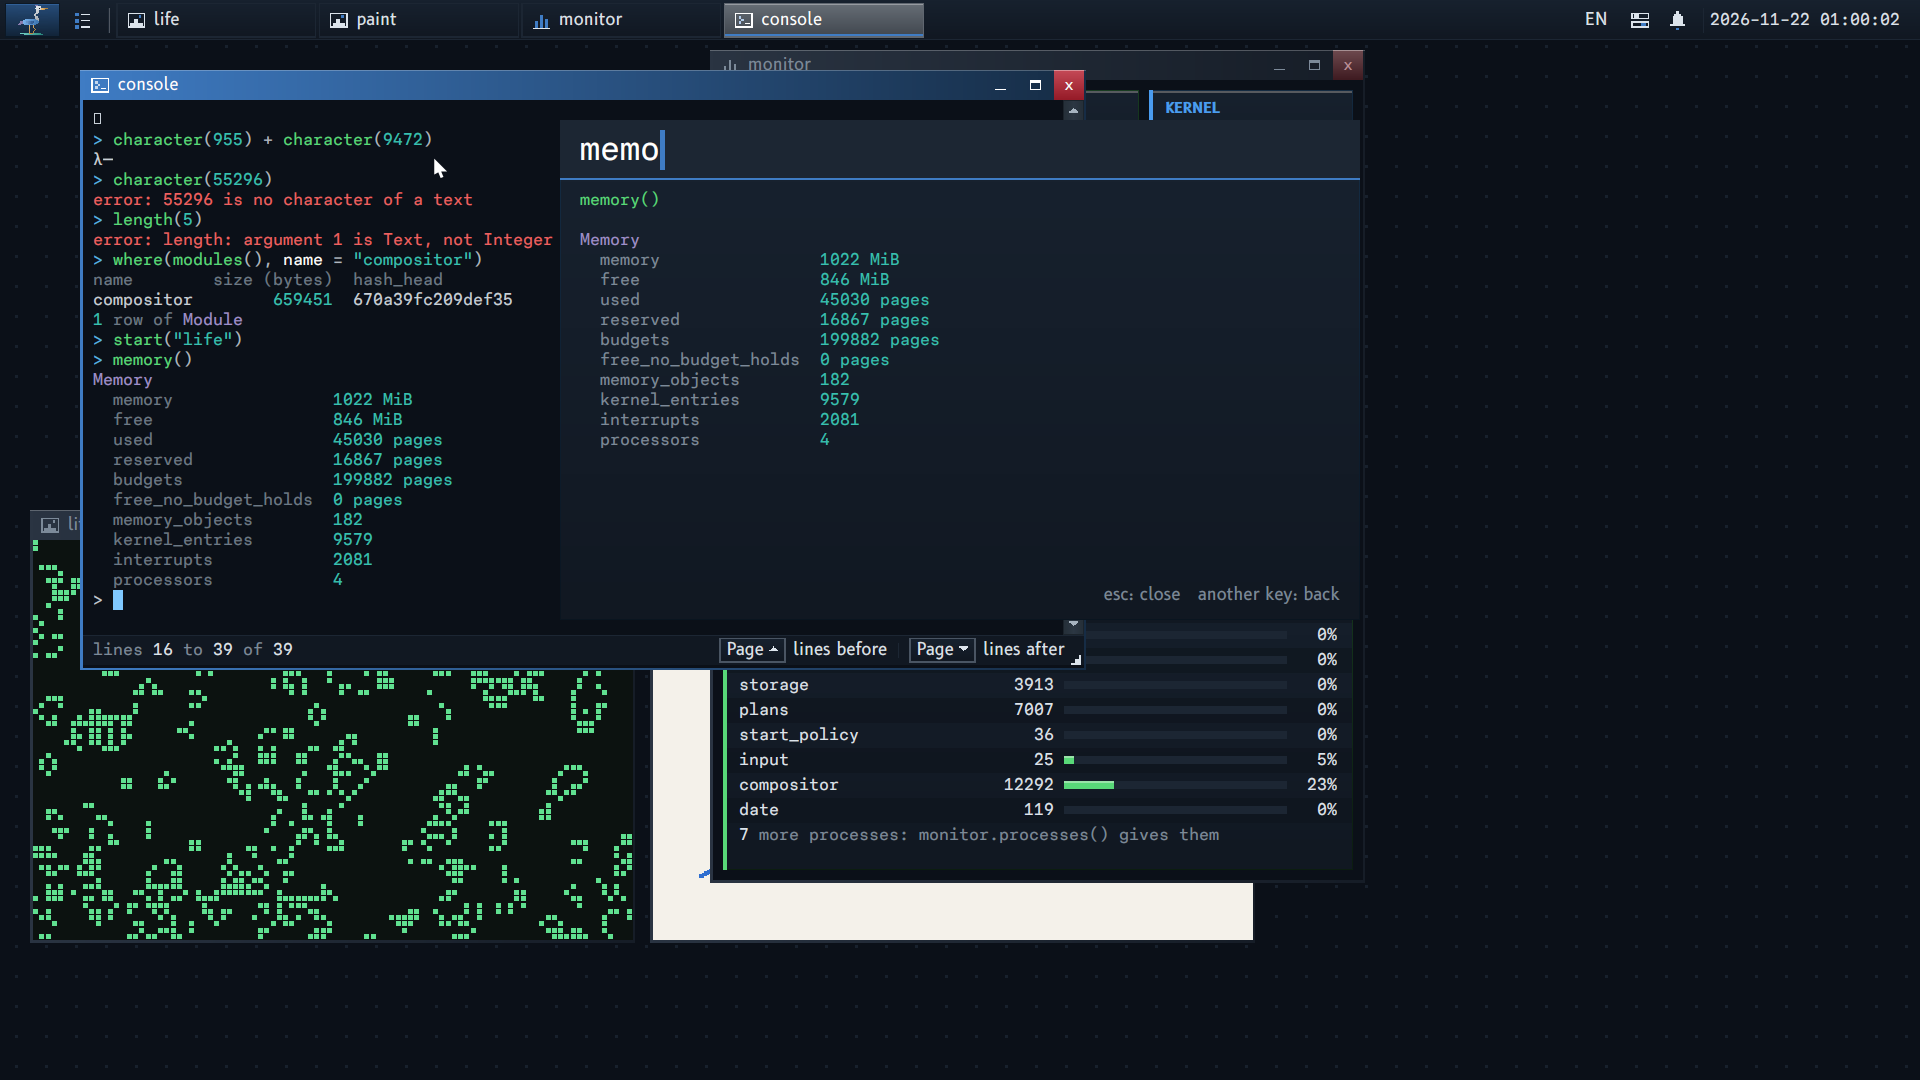 life
paint
monitor
console
EN
2026-11-22 01:00:02
monitor
x
console
x
KERNEL
> character(955) + character(9472)
λ─
> character(55296)
error: 55296 is no character of a text
> length(5)
error: length: argument 1 is Text, not Integer
> where(modules(), name = "compositor")
name size (bytes) hash_head
compositor 659451 670a39fc209def35
1 row of Module
> start("life")
> memory()
Memory
memory 1022 MiB
free 846 MiB
used 45030 pages
reserved 16867 pages
budgets 199882 pages
free_no_budget_holds 0 pages
memory_objects 182
kernel_entries 9579
interrupts 2081
processors 4
>
lines 16 to 39 of 39
Page lines before
Page lines after
memo
memory()
Memory
memory 1022 MiB
free 846 MiB
used 45030 pages
reserved 16867 pages
budgets 199882 pages
free_no_budget_holds 0 pages
memory_objects 182
kernel_entries 9579
interrupts 2081
processors 4
esc: close another key: back
0%
0%
storage 3913 0%
plans 7007 0%
start_policy 36 0%
input 25 5%
compositor 12292 23%
date 119 0%
7 more processes: monitor.processes() gives them